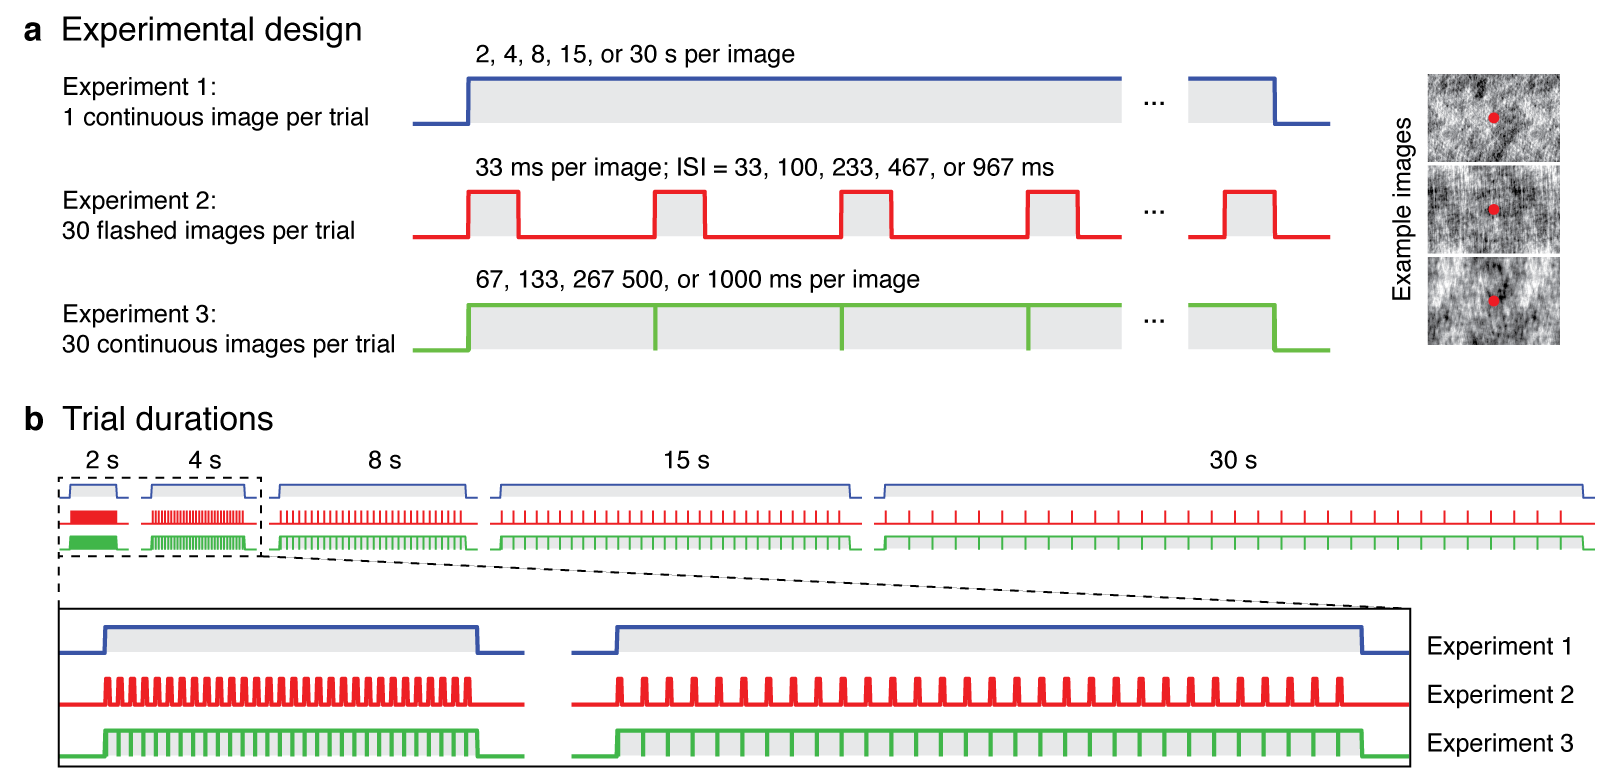 a Experimental design
2, 4, 8, 15, or 30 s per image
Experiment 1:
1 continuous image per trial
...
33 ms per image; ISI = 33, 100, 233, 467, or 967 ms
Experiment 2:
30 flashed images per trial
...
67, 133, 267 500, or 1000 ms per image
Experiment 3:
30 continuous images per trial
...
Example images
b Trial durations
2 s 4 s 8 s 15 s 30 s
Experiment 1
Experiment 2
Experiment 3